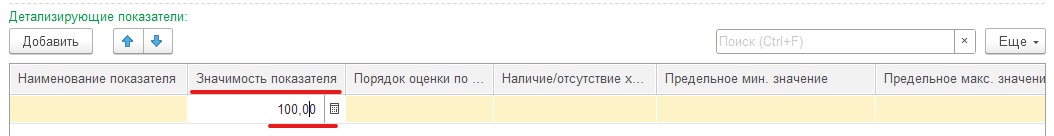 Детализирующие показатели:
Добавить Поиск (Ctrl+F) × Еще
Наименование показателя Значимость показателя Порядок оценки по ... Наличие/отсутствие х... Предельное мин. значение Предельное макс. значени
100,00